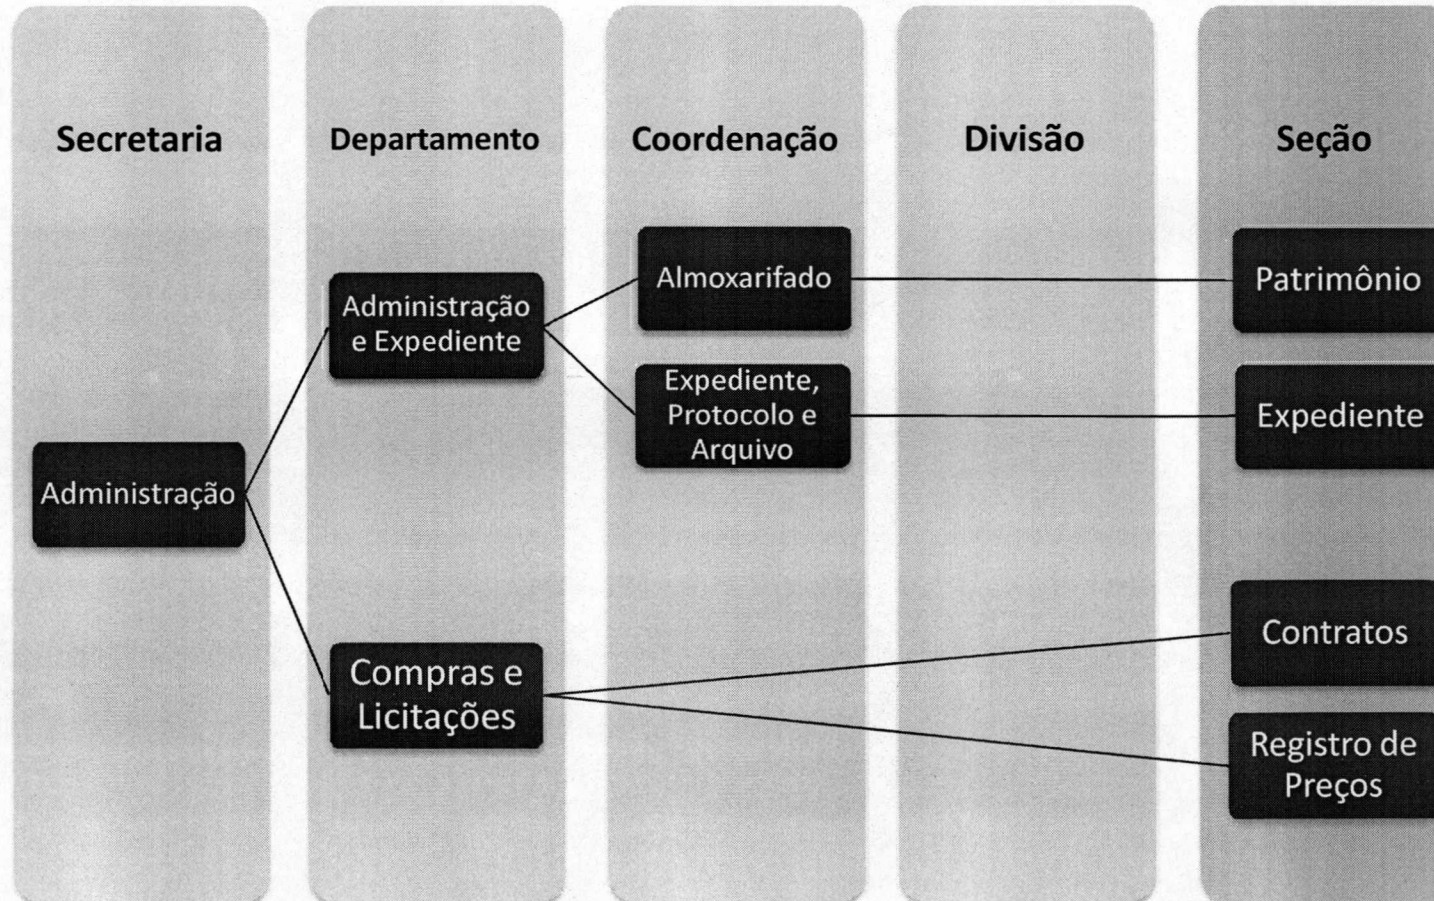 Secretaria
Departamento
Coordenação
Divisão
Seção
Administração
Administração
e Expediente
Compras e
Licitações
Almoxarifado
Expediente,
Protocolo e
Arquivo
Patrimônio
Expediente
Contratos
Registro de
Preços